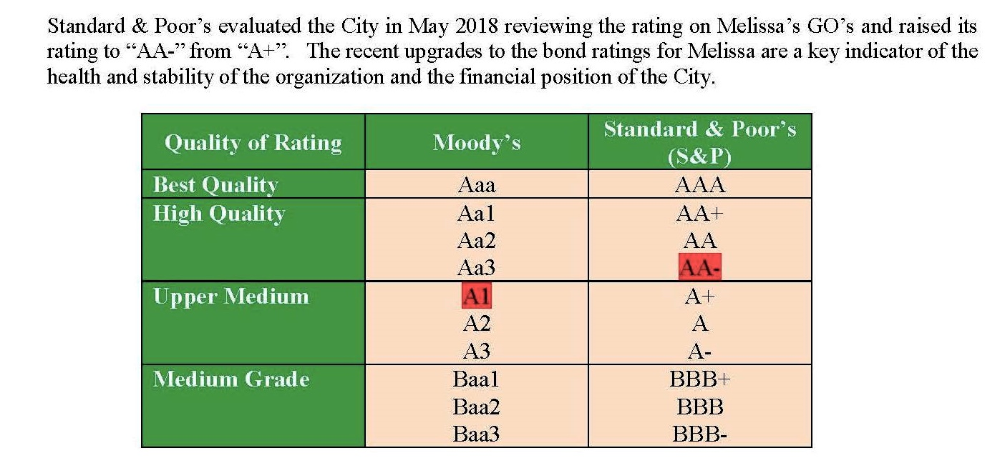 Standard & Poor’s evaluated the City in May 2018 reviewing the rating on Melissa’s GO’s and raised its
rating to “AA-” from “A+”.   The recent upgrades to the bond ratings for Melissa are a key indicator of the
health and stability of the organization and the financial position of the City.
Quality of Rating Moody’s Standard & Poor’s
(S&P)
Best Quality Aaa AAA
High Quality Aa1 AA+
Aa2 AA
Aa3 AA-
Upper Medium A1 A+
A2 A
A3 A-
Medium Grade Baa1 BBB+
Baa2 BBB
Baa3 BBB-